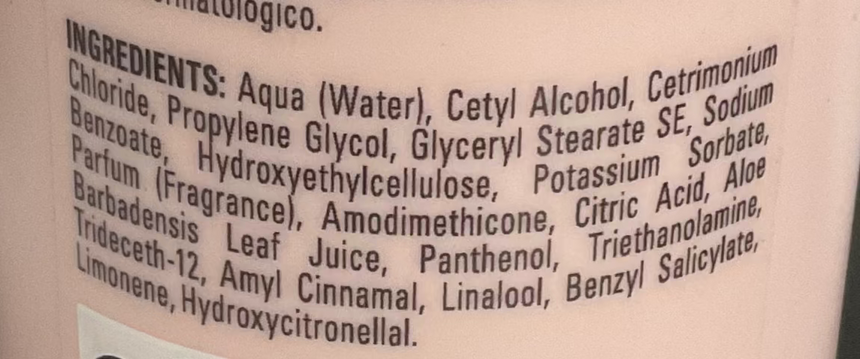 INGREDIENTS: Aqua (Water), Cetyl Alcohol, Cetrimonium
Chloride, Propylene Glycol, Glyceryl Stearate SE, Sodium
Benzoate, Hydroxyethylcellulose, Potassium Sorbate,
Parfum (Fragrance), Amodimethicone, Citric Acid, Aloe
Barbadensis Leaf Juice, Panthenol, Triethanolamine,
Trideceth-12, Amyl Cinnamal, Linalool, Benzyl Salicylate,
Limonene, Hydroxycitronellal.